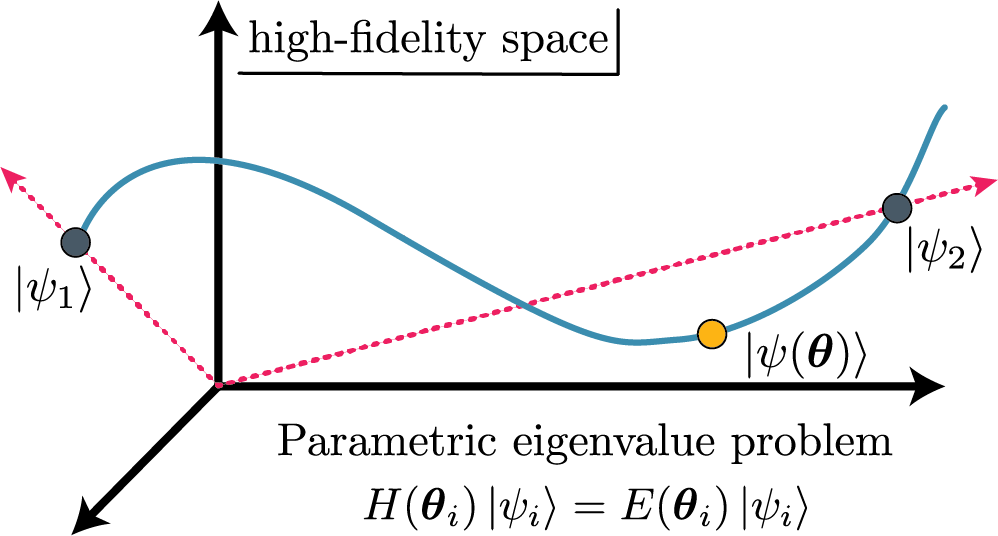 high-fidelity space
|ψ₁⟩
|ψ₂⟩
|ψ(θ)⟩
Parametric eigenvalue problem
H(θᵢ) |ψᵢ⟩ = E(θᵢ) |ψᵢ⟩